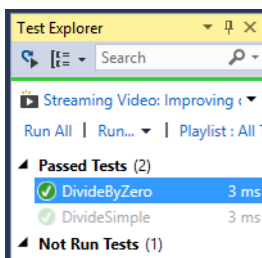 Test Explorer
Search
Streaming Video: Improving
Run All | Run... | Playlist : All
Passed Tests (2)
DivideByZero 3 ms
DivideSimple 3 ms
Not Run Tests (1)